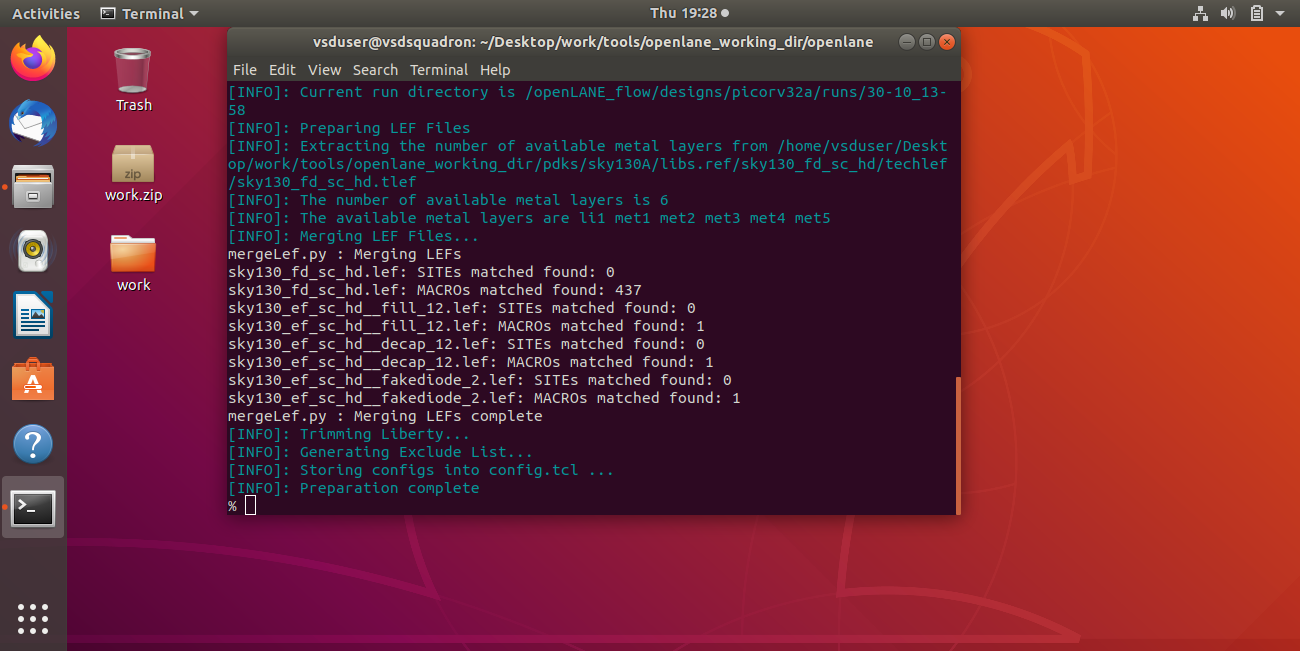 Activities
Terminal
Thu 19:28
vsduser@vsdsquadron: ~/Desktop/work/tools/openlane_working_dir/openlane
File Edit View Search Terminal Help
Trash
zip
work.zip
work
[INFO]: Current run directory is /openLANE_flow/designs/picorv32a/runs/30-10_13-
58
[INFO]: Preparing LEF Files
[INFO]: Extracting the number of available metal layers from /home/vsduser/Deskt
op/work/tools/openlane_working_dir/pdks/sky130A/libs.ref/sky130_fd_sc_hd/techlef
/sky130_fd_sc_hd.tlef
[INFO]: The number of available metal layers is 6
[INFO]: The available metal layers are li1 met1 met2 met3 met4 met5
[INFO]: Merging LEF Files...
mergeLef.py : Merging LEFs
sky130_fd_sc_hd.lef: SITEs matched found: 0
sky130_fd_sc_hd.lef: MACROs matched found: 437
sky130_ef_sc_hd__fill_12.lef: SITEs matched found: 0
sky130_ef_sc_hd__fill_12.lef: MACROs matched found: 1
sky130_ef_sc_hd__decap_12.lef: SITEs matched found: 0
sky130_ef_sc_hd__decap_12.lef: MACROs matched found: 1
sky130_ef_sc_hd__fakediode_2.lef: SITEs matched found: 0
sky130_ef_sc_hd__fakediode_2.lef: MACROs matched found: 1
mergeLef.py : Merging LEFs complete
[INFO]: Trimming Liberty...
[INFO]: Generating Exclude List...
[INFO]: Storing configs into config.tcl ...
[INFO]: Preparation complete
%